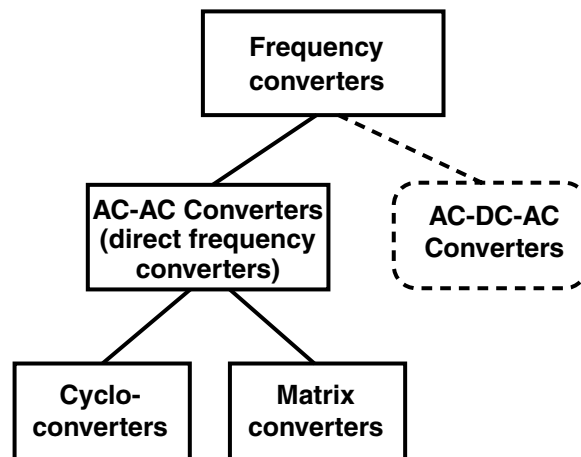 Frequency
converters
AC-AC Converters
(direct frequency
converters)
AC-DC-AC
Converters
Cyclo-
converters
Matrix
converters